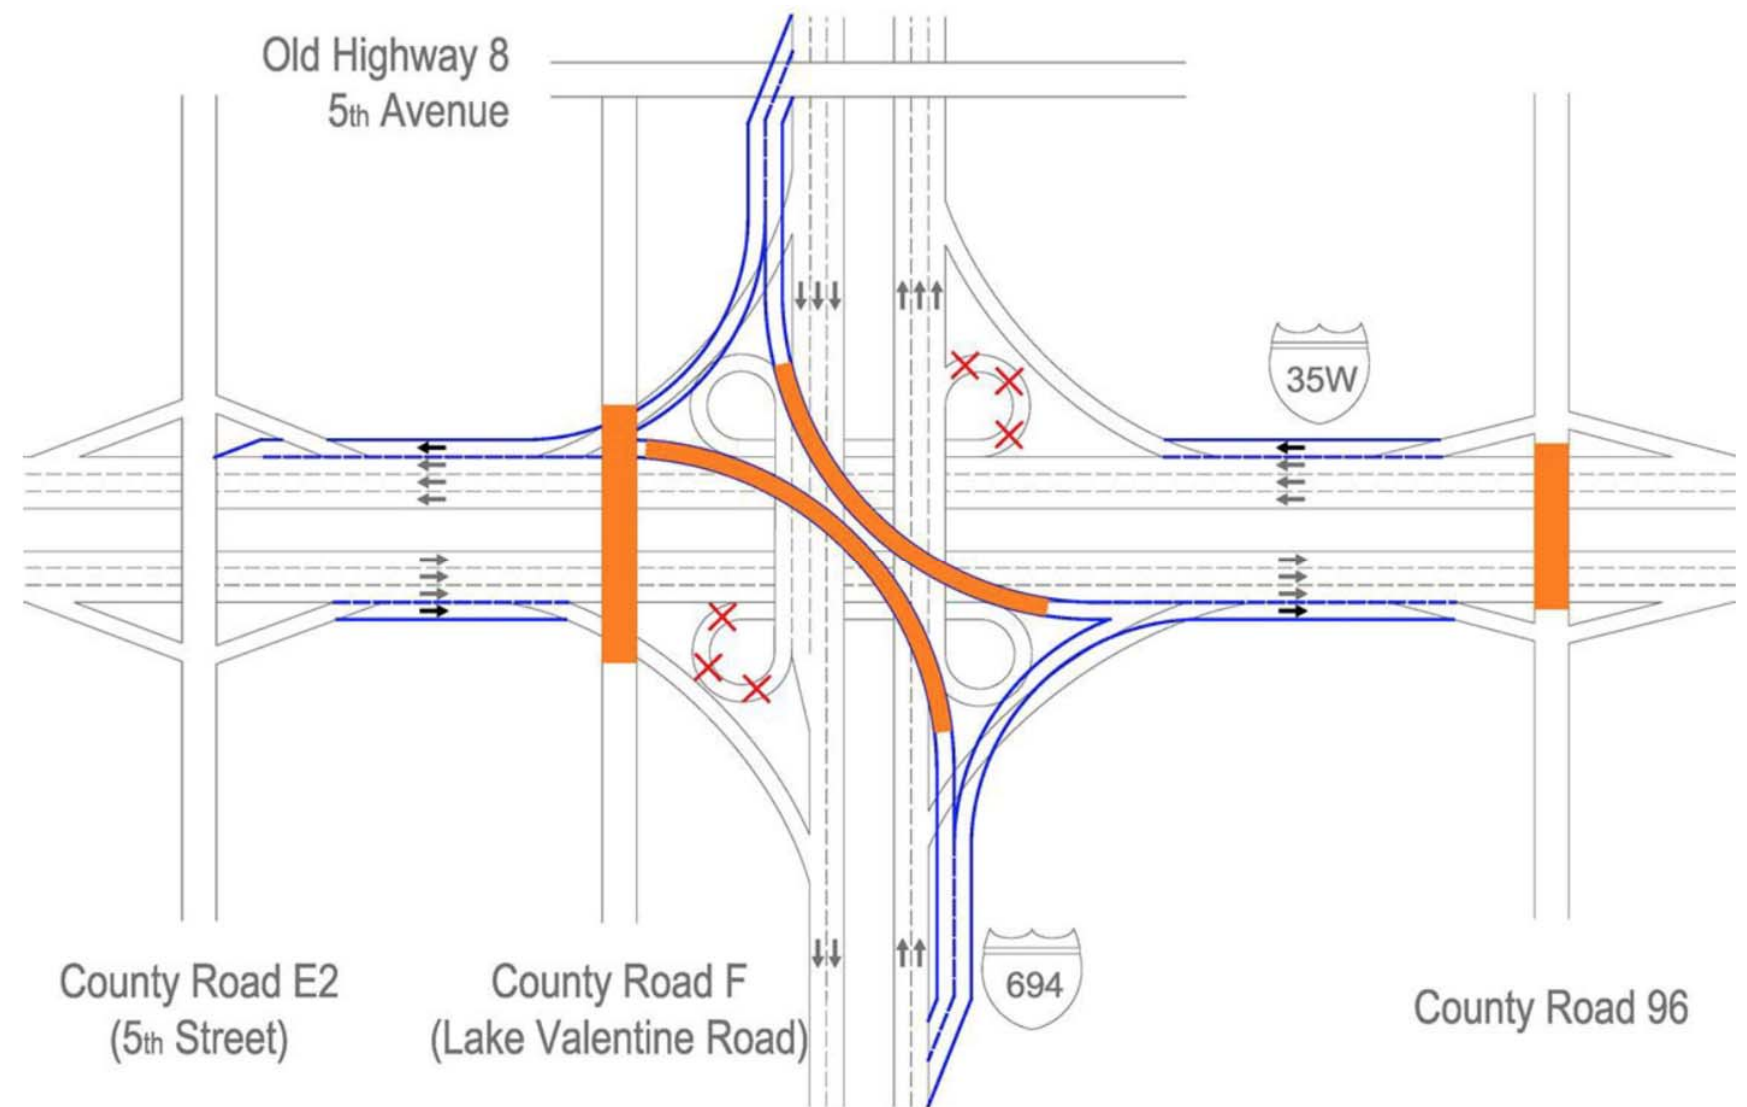 Old Highway 8
5th Avenue
35W
694
County Road E2
(5th Street)
County Road F
(Lake Valentine Road)
County Road 96